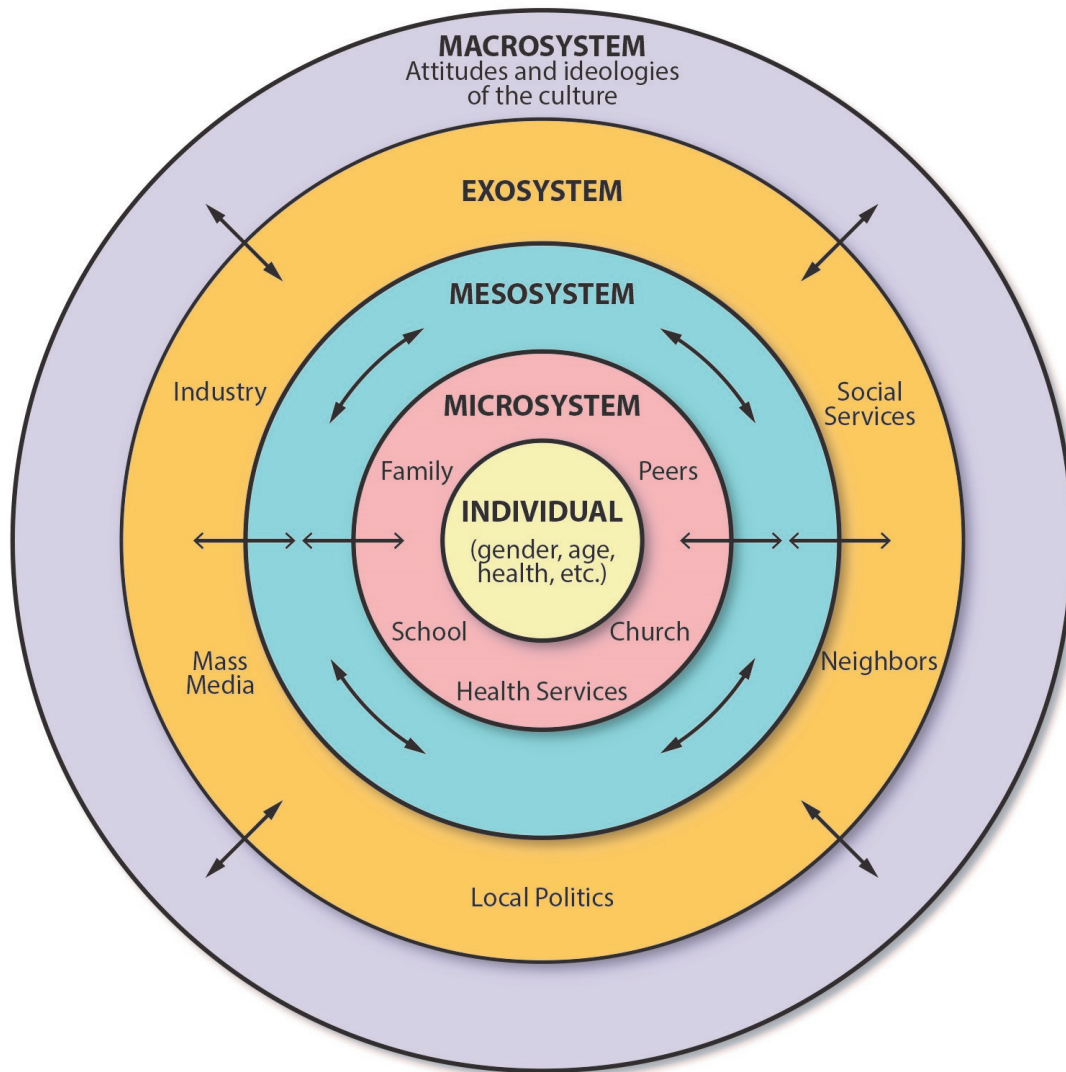 MACROSYSTEM
Attitudes and ideologies
of the culture
EXOSYSTEM
MESOSYSTEM
Industry
Social
Services
MICROSYSTEM
Family
Peers
INDIVIDUAL
(gender, age,
health, etc.)
School
Church
Mass
Media
Neighbors
Health Services
Local Politics